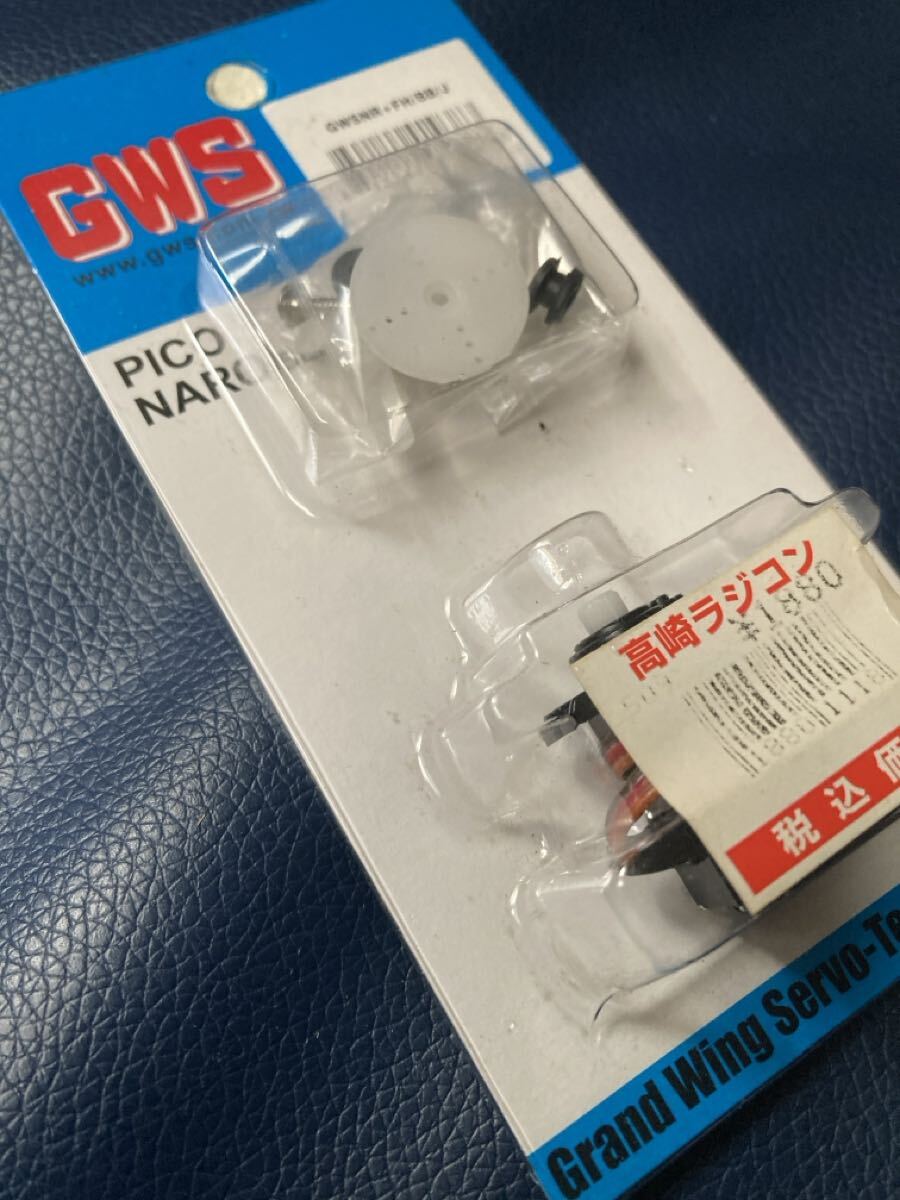 GWSNR+FH/BB/J
GWS
www.gws
PICO
NARO
高崎ラジコン
¥1880
税込価
Grand Wing Servo-Te